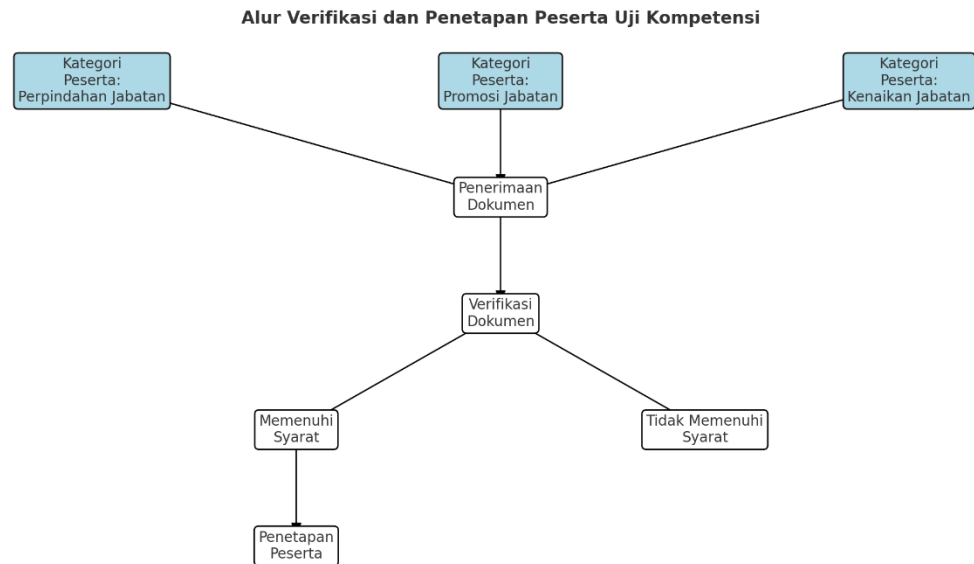 Alur Verifikasi dan Penetapan Peserta Uji Kompetensi
Kategori
Peserta:
Perpindahan Jabatan
Kategori
Peserta:
Promosi Jabatan
Kategori
Peserta:
Kenaikan Jabatan
Penerimaan
Dokumen
Verifikasi
Dokumen
Memenuhi
Syarat
Tidak Memenuhi
Syarat
Penetapan
Peserta